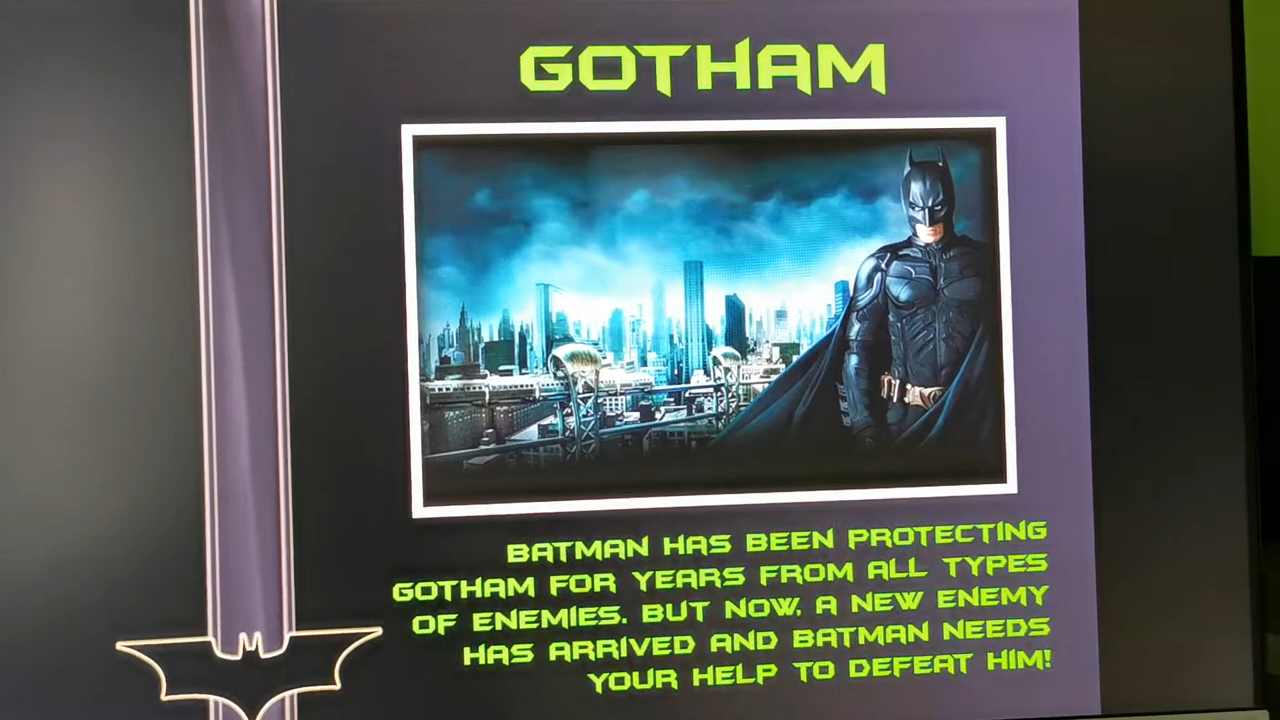 GOTHAM
BATMAN HAS BEEN PROTECTING
GOTHAM FOR YEARS FROM ALL TYPES
OF ENEMIES. BUT NOW, A NEW ENEMY
HAS ARRIVED AND BATMAN NEEDS
YOUR HELP TO DEFEAT HIM!